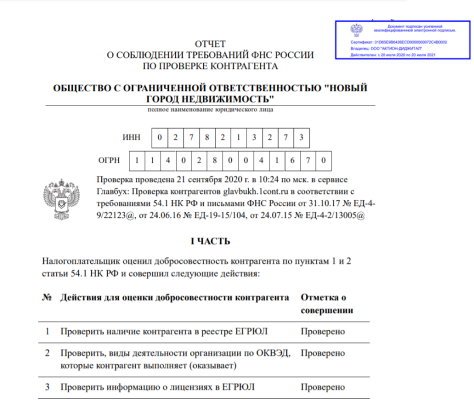 Документ подписан усиленной
квалифицированной электронной подписью.
Владелец: ООО "АКТИОН-ДИДЖИТАЛ"
Действителен: с 20 июля 2020 по 20 июля 2021
ОТЧЕТ
О СОБЛЮДЕНИИ ТРЕБОВАНИЙ ФНС РОССИИ
ПО ПРОВЕРКЕ КОНТРАГЕНТА
ОБЩЕСТВО С ОГРАНИЧЕННОЙ ОТВЕТСТВЕННОСТЬЮ "НОВЫЙ
ГОРОД НЕДВИЖИМОСТЬ"
полное наименование юридического лица
ИНН 0 2 7 8 2 1 3 2 7 3
ОГРН 1 1 4 0 2 8 0 0 4 1 6 7 0
Проверка проведена 21 сентября 2020 г. в 10:24 по мск. в сервисе
Главбух: Проверка контрагентов glavbukh.1cont.ru в соответствии с
требованиями 54.1 НК РФ и письмами ФНС России от 31.10.17 № ЕД-4-
9/22123@, от 24.06.16 № ЕД-19-15/104, от 24.07.15 № ЕД-4-2/13005@
I ЧАСТЬ
Налогоплательщик оценил добросовестность контрагента по пунктам 1 и 2
статьи 54.1 НК РФ и совершил следующие действия:
№ Действия для оценки добросовестности контрагента Отметка о
совершении
1 Проверить наличие контрагента в реестре ЕГРЮЛ Проверено
2 Проверить, виды деятельности организации по ОКВЭД, Проверено
которые контрагент выполняет (оказывает)
3 Проверить информацию о лицензиях в ЕГРЮЛ Проверено